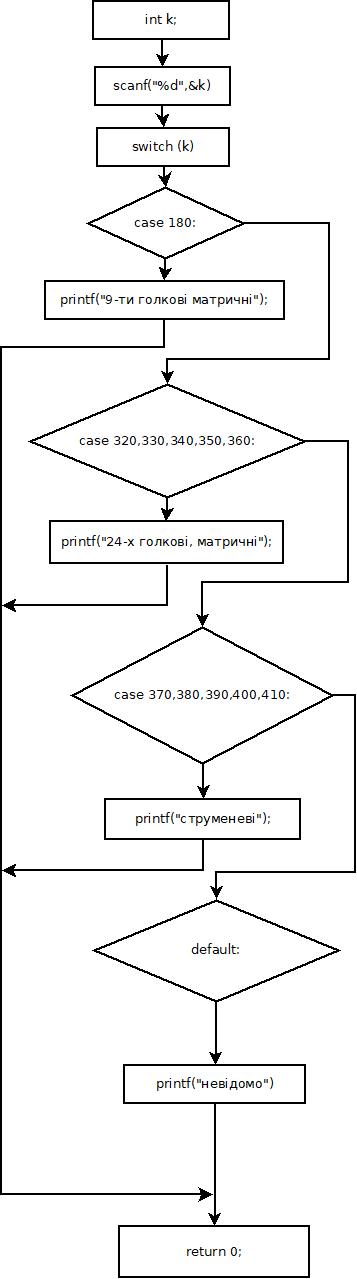 int k;
scanf("%d",&k)
switch (k)
case 180:
printf("9-ти голкові матричні");
case 320,330,340,350,360:
printf("24-х голкові, матричні");
case 370,380,390,400,410:
printf("струменеві");
default:
printf("невідомо")
return 0;